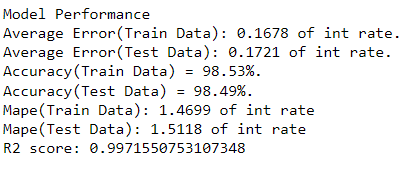 Model Performance
Average Error(Train Data): 0.1678 of int rate.
Average Error(Test Data): 0.1721 of int rate.
Accuracy(Train Data) = 98.53%.
Accuracy(Test Data) = 98.49%.
Mape(Train Data): 1.4699 of int rate
Mape(Test Data): 1.5118 of int rate
R2 score: 0.9971550753107348